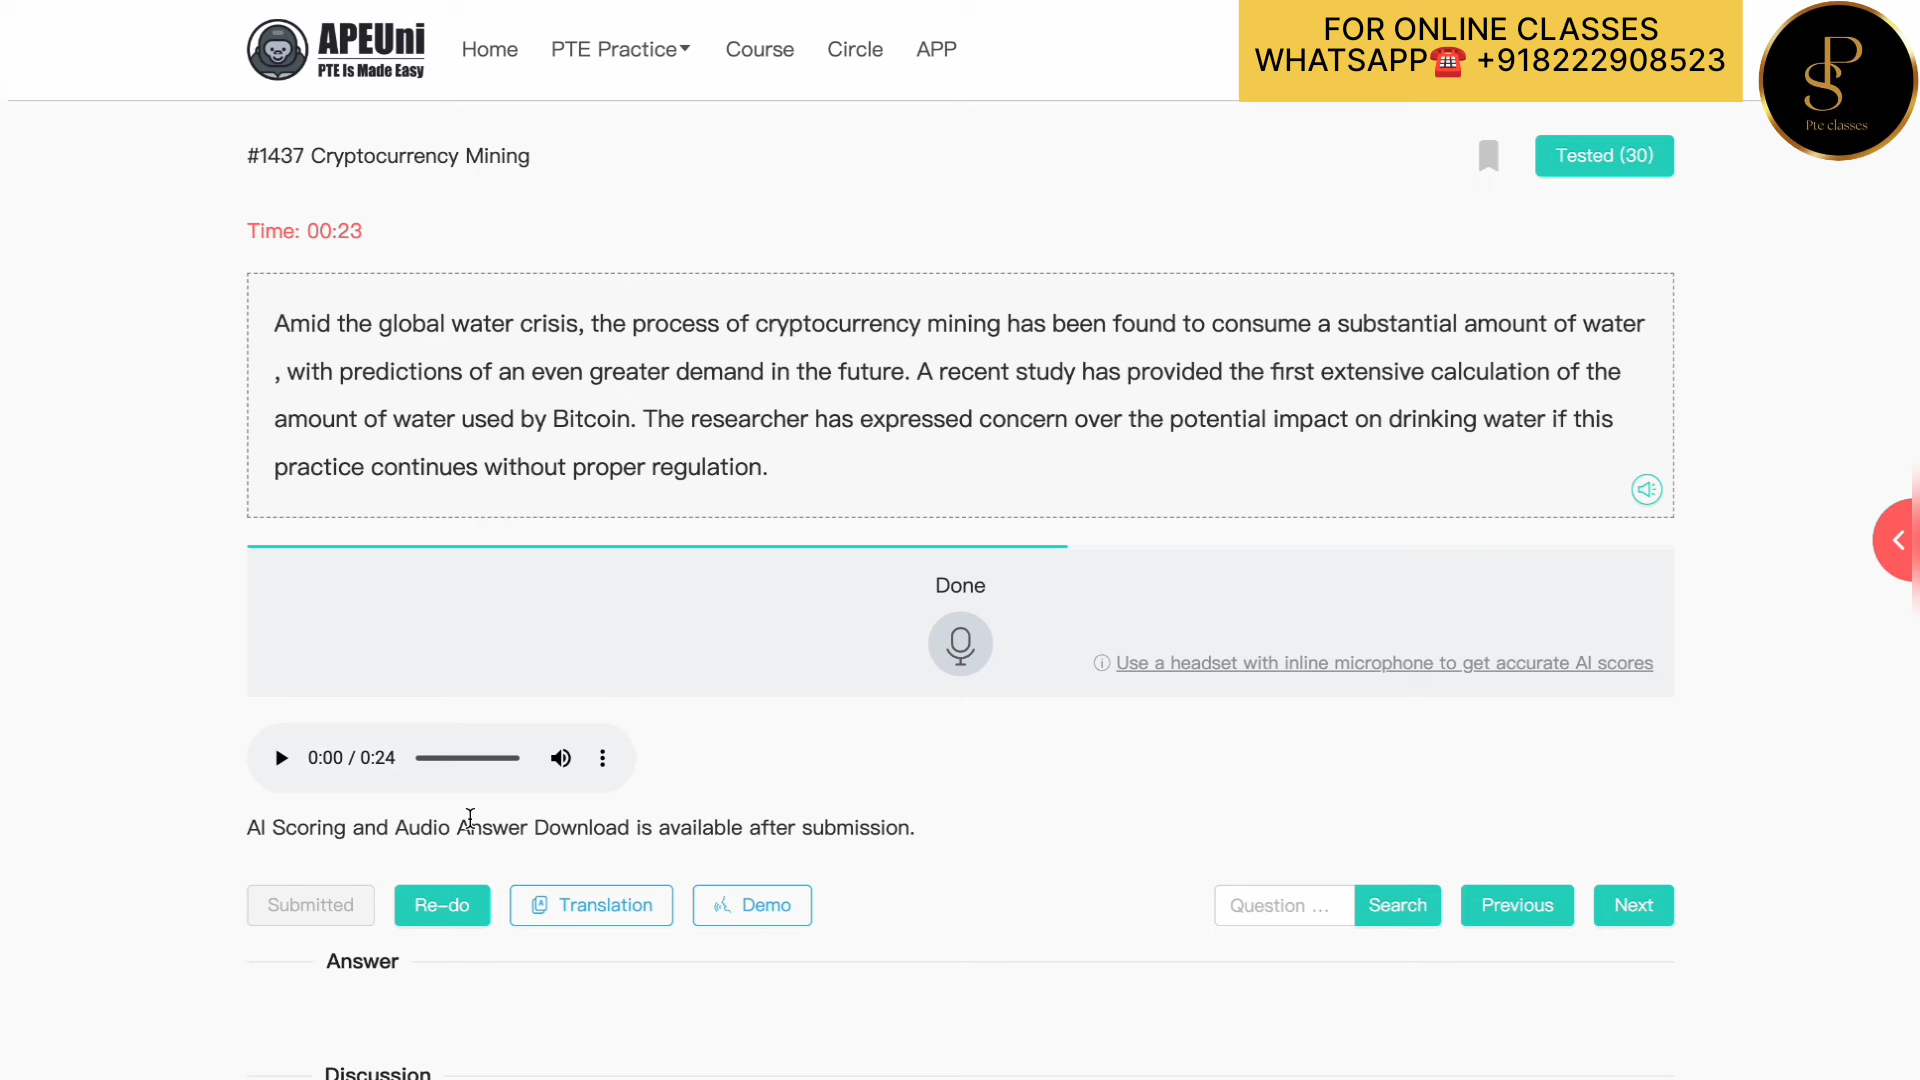 APEUni
PTE Is Made Easy
Home
PTE Practice
Course
Circle
APP
FOR ONLINE CLASSES
WHATSAPP☎️ +918222908523
PS
Pte classes
#1437 Cryptocurrency Mining
Tested (30)
Time: 00:23
Amid the global water crisis, the process of cryptocurrency mining has been found to consume a substantial amount of water
, with predictions of an even greater demand in the future. A recent study has provided the first extensive calculation of the
amount of water used by Bitcoin. The researcher has expressed concern over the potential impact on drinking water if this
practice continues without proper regulation.
Done
Use a headset with inline microphone to get accurate AI scores
0:00 / 0:24
AI Scoring and Audio Answer Download is available after submission.
Submitted
Re-do
Translation
Demo
Question ...
Search
Previous
Next
Answer
Discussion